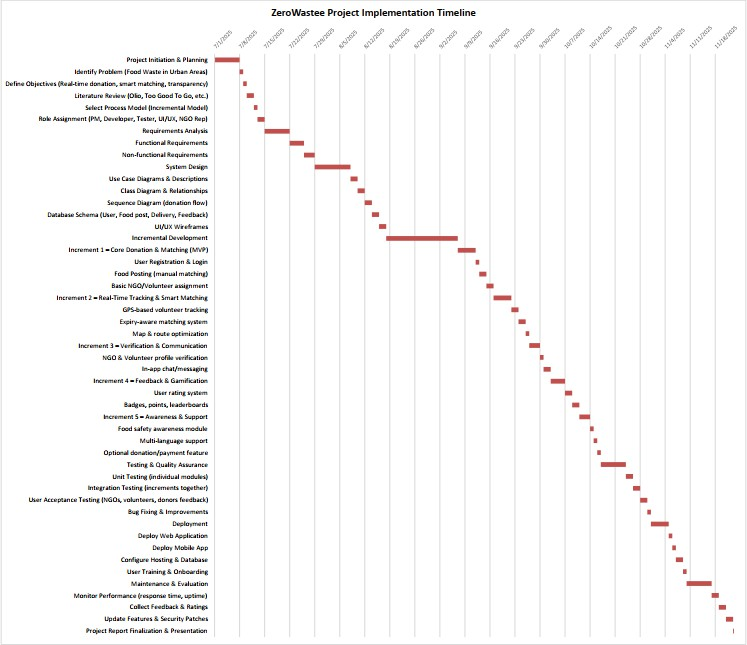 ZeroWastee Project Implementation Timeline
7/1/2025
7/8/2025
7/15/2025
7/22/2025
7/29/2025
8/5/2025
8/12/2025
8/19/2025
8/26/2025
9/2/2025
9/9/2025
9/16/2025
9/23/2025
9/30/2025
10/7/2025
10/14/2025
10/21/2025
10/28/2025
11/4/2025
11/11/2025
11/18/2025
Project Initiation & Planning
Identify Problem (Food Waste in Urban Areas)
Define Objectives (Real-time donation, smart matching, transparency)
Literature Review (Olio, Too Good To Go, etc.)
Select Process Model (Incremental Model)
Role Assignment (PM, Developer, Tester, UI/UX, NGO Rep)
Requirements Analysis
Functional Requirements
Non-functional Requirements
System Design
Use Case Diagrams & Descriptions
Class Diagram & Relationships
Sequence Diagram (donation flow)
Database Schema (User, Food post, Delivery, Feedback)
UI/UX Wireframes
Incremental Development
Increment 1 = Core Donation & Matching (MVP)
User Registration & Login
Food Posting (manual matching)
Basic NGO/Volunteer assignment
Increment 2 = Real-Time Tracking & Smart Matching
GPS-based volunteer tracking
Expiry-aware matching system
Map & route optimization
Increment 3 = Verification & Communication
NGO & Volunteer profile verification
In-app chat/messaging
Increment 4 = Feedback & Gamification
User rating system
Badges, points, leaderboards
Increment 5 = Awareness & Support
Food safety awareness module
Multi-language support
Optional donation/payment feature
Testing & Quality Assurance
Unit Testing (individual modules)
Integration Testing (increments together)
User Acceptance Testing (NGOs, volunteers, donors feedback)
Bug Fixing & Improvements
Deployment
Deploy Web Application
Deploy Mobile App
Configure Hosting & Database
User Training & Onboarding
Maintenance & Evaluation
Monitor Performance (response time, uptime)
Collect Feedback & Ratings
Update Features & Security Patches
Project Report Finalization & Presentation